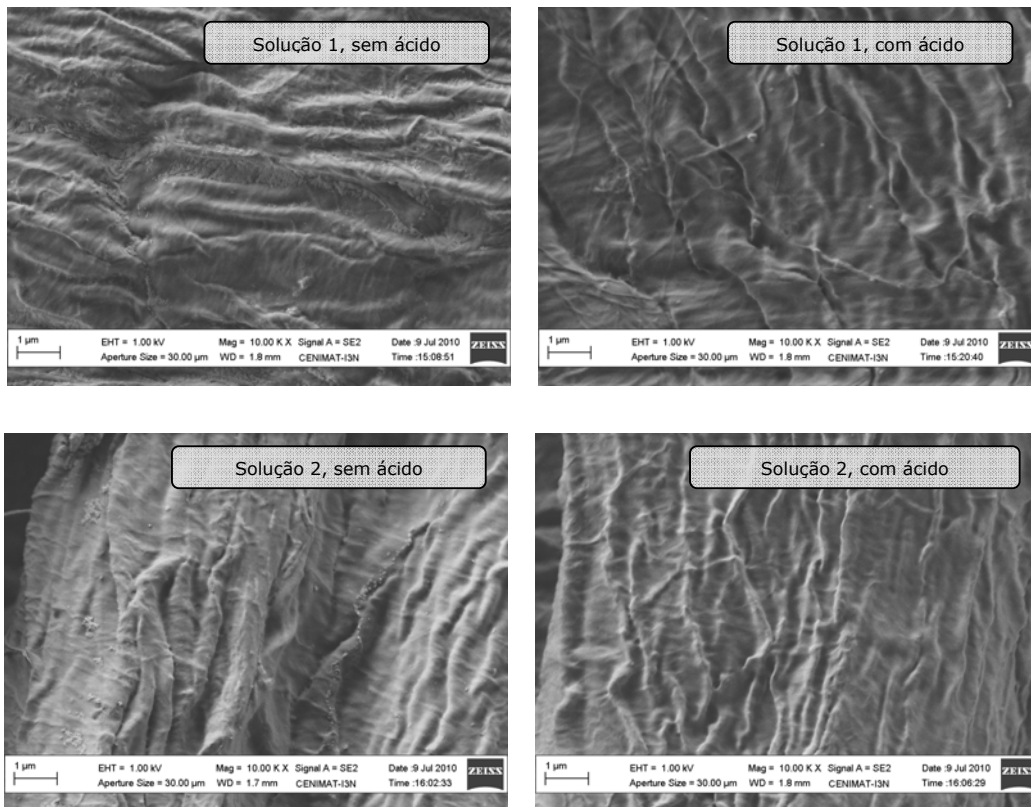 Solução 1, sem ácido
1 µm EHT = 1.00 kV Mag = 10.00 K X Signal A = SE2 Date :9 Jul 2010 ZEISS
Aperture Size = 30.00 µm WD = 1.8 mm CENIMAT-I3N Time :15:08:51
Solução 1, com ácido
1 µm EHT = 1.00 kV Mag = 10.00 K X Signal A = SE2 Date :9 Jul 2010 ZEISS
Aperture Size = 30.00 µm WD = 1.8 mm CENIMAT-I3N Time :15:20:40
Solução 2, sem ácido
1 µm EHT = 1.00 kV Mag = 10.00 K X Signal A = SE2 Date :9 Jul 2010 ZEISS
Aperture Size = 30.00 µm WD = 1.7 mm CENIMAT-I3N Time :16:02:33
Solução 2, com ácido
1 µm EHT = 1.00 kV Mag = 10.00 K X Signal A = SE2 Date :9 Jul 2010 ZEISS
Aperture Size = 30.00 µm WD = 1.8 mm CENIMAT-I3N Time :16:06:29